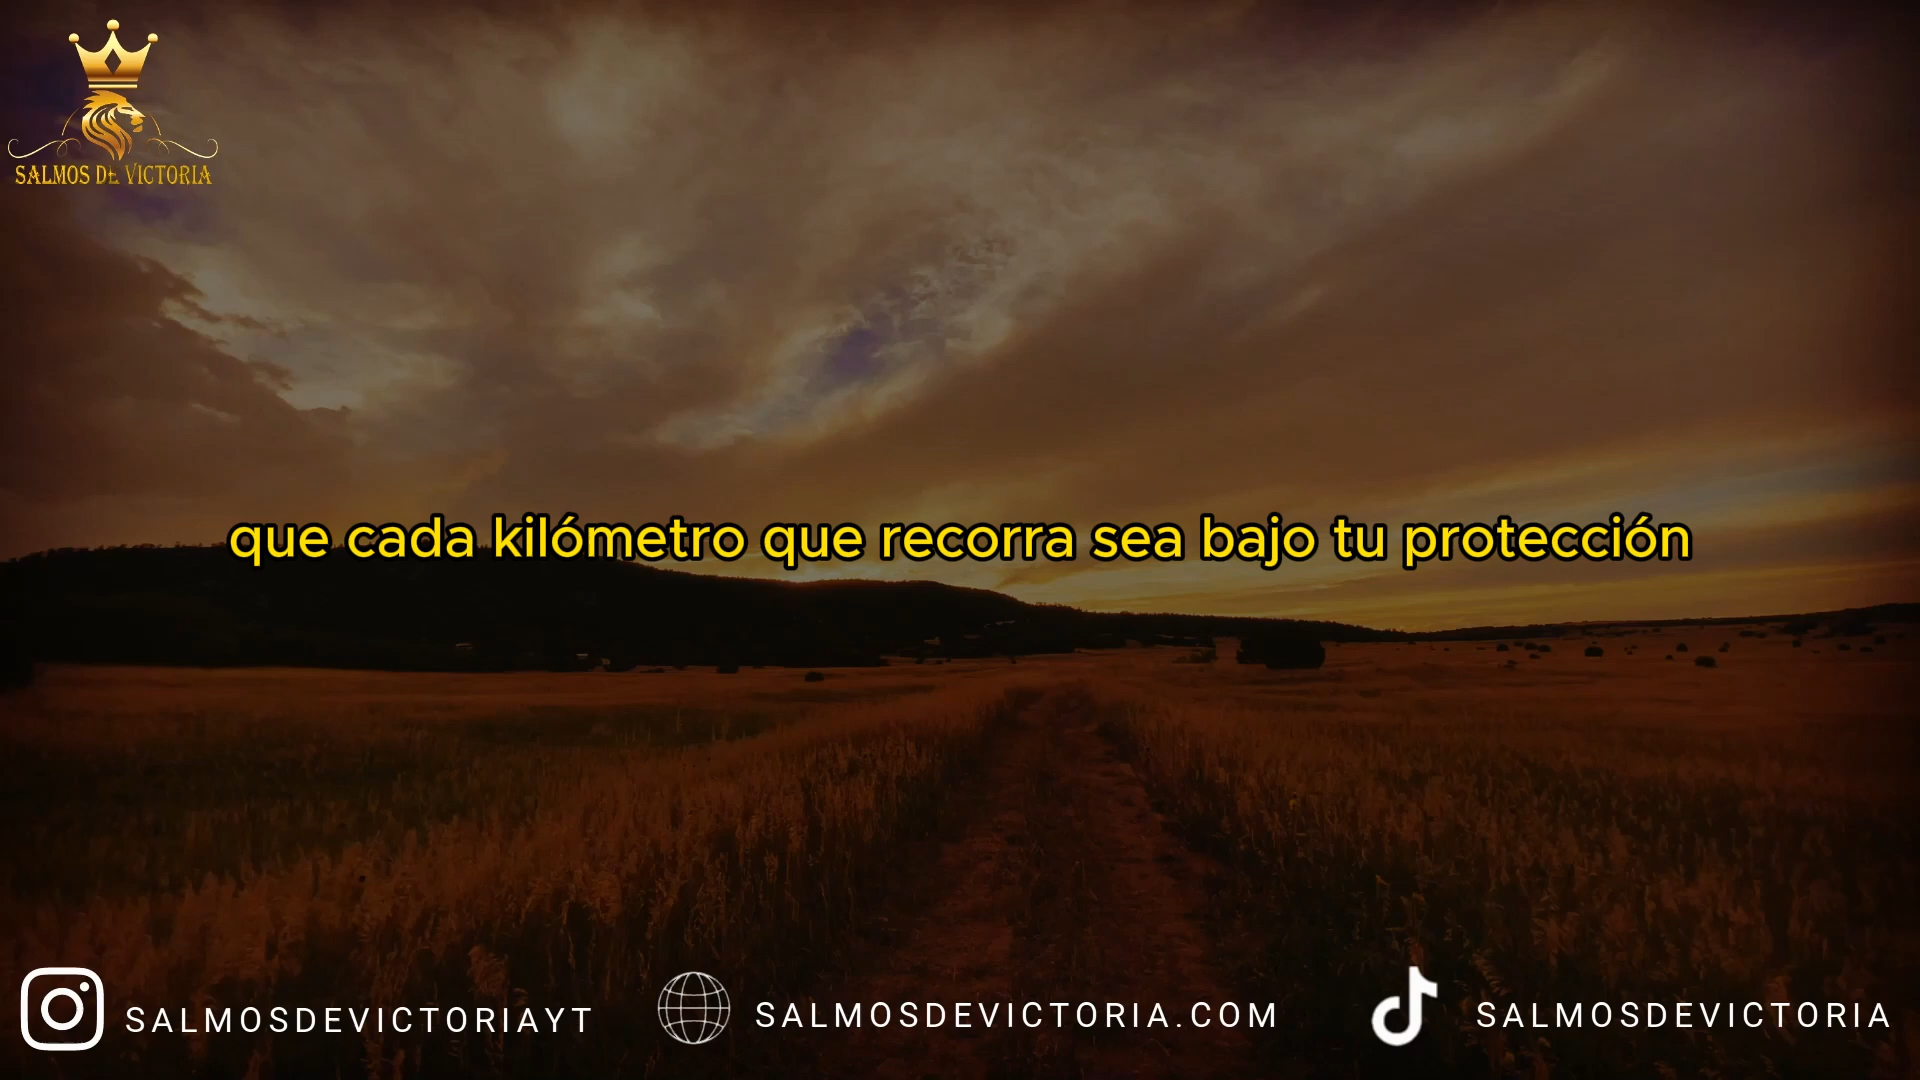 SALMOS DE VICTORIA
que cada kilómetro que recorra sea bajo tu protección
SALMOSDEVICTORIAYT
SALMOSDEVICTORIA.COM
SALMOSDEVICTORIA